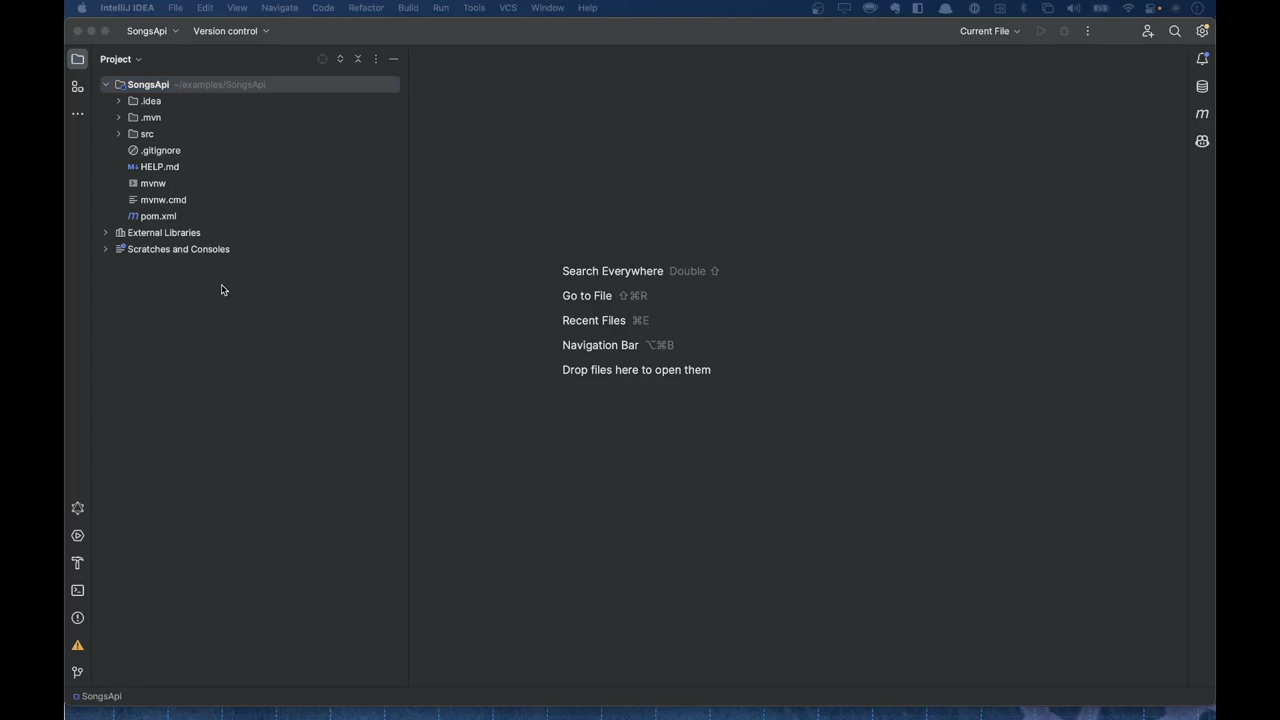 IntelliJ IDEA File Edit View Navigate Code Refactor Build Run Tools VCS Window Help
SongsApi Version control Current File
Project
SongsApi ~/examples/SongsApi
.idea
.mvn
src
.gitignore
M↓ HELP.md
mvnw
mvnw.cmd
m pom.xml
External Libraries
Scratches and Consoles
Search Everywhere Double ⇧
Go to File ⇧⌘R
Recent Files ⌘E
Navigation Bar ⌥⌘B
Drop files here to open them
m
SongsApi